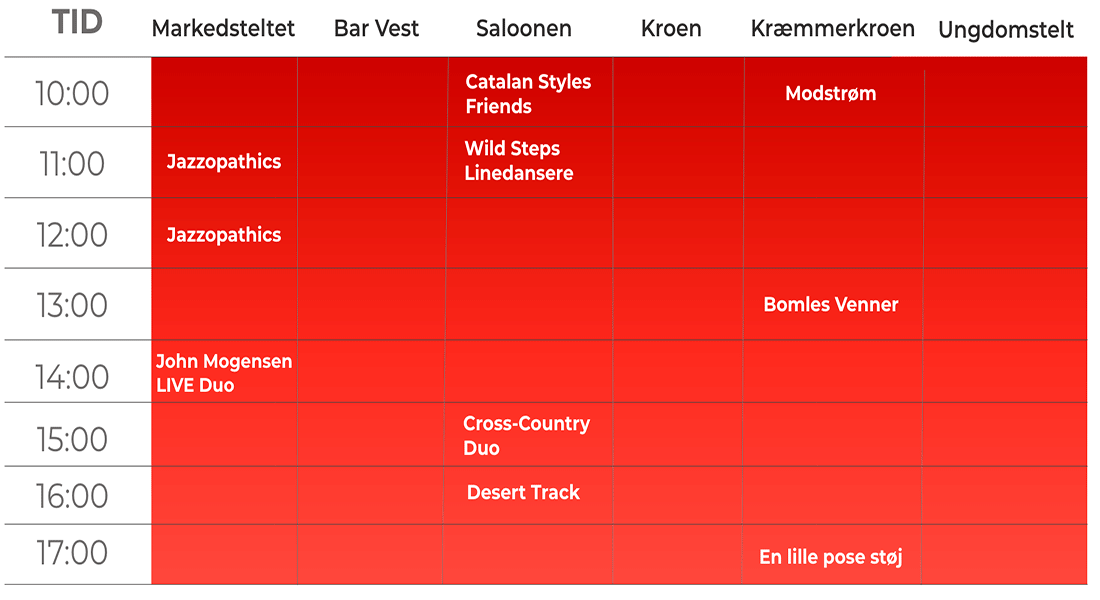 TID Markedsteltet Bar Vest Saloonen Kroen Kræmmerkroen Ungdomstelt
10:00 Catalan Styles
Friends Modstrøm
11:00 Jazzopathics Wild Steps
Linedansere
12:00 Jazzopathics
13:00 Bomles Venner
14:00 John Mogensen
LIVE Duo
15:00 Cross-Country
Duo
16:00 Desert Track
17:00 En lille pose støj